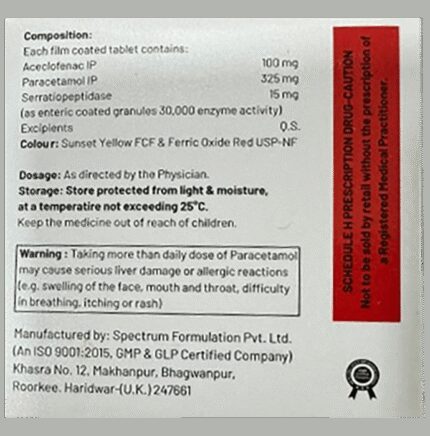 Composition:
Each film coated tablet contains:
Aceclofenac IP 100 mg
Paracetamol IP 325 mg
Serratiopeptidase 15 mg
(as enteric coated granules 30,000 enzyme activity)
Excipients Q.S.
Colour: Sunset Yellow FCF & Ferric Oxide Red USP-NF
Dosage: As directed by the Physician.
Storage: Store protected from light & moisture,
at a temperatire not exceeding 25°C.
Keep the medicine out of reach of children.
Warning : Taking more than daily dose of Paracetamol
may cause serious liver damage or allergic reactions
(e.g. swelling of the face, mouth and throat, difficulty
in breathing, itching or rash)
Manufactured by: Spectrum Formulation Pvt. Ltd.
(An ISO 9001:2015, GMP & GLP Certified Company)
Khasra No. 12, Makhanpur, Bhagwanpur,
Roorkee. Haridwar-(U.K.) 247661
SCHEDULE H PRESCRIPTION DRUG-CAUTION
Not to be sold by retail without the prescription of
a Registered Medical Practitioner.